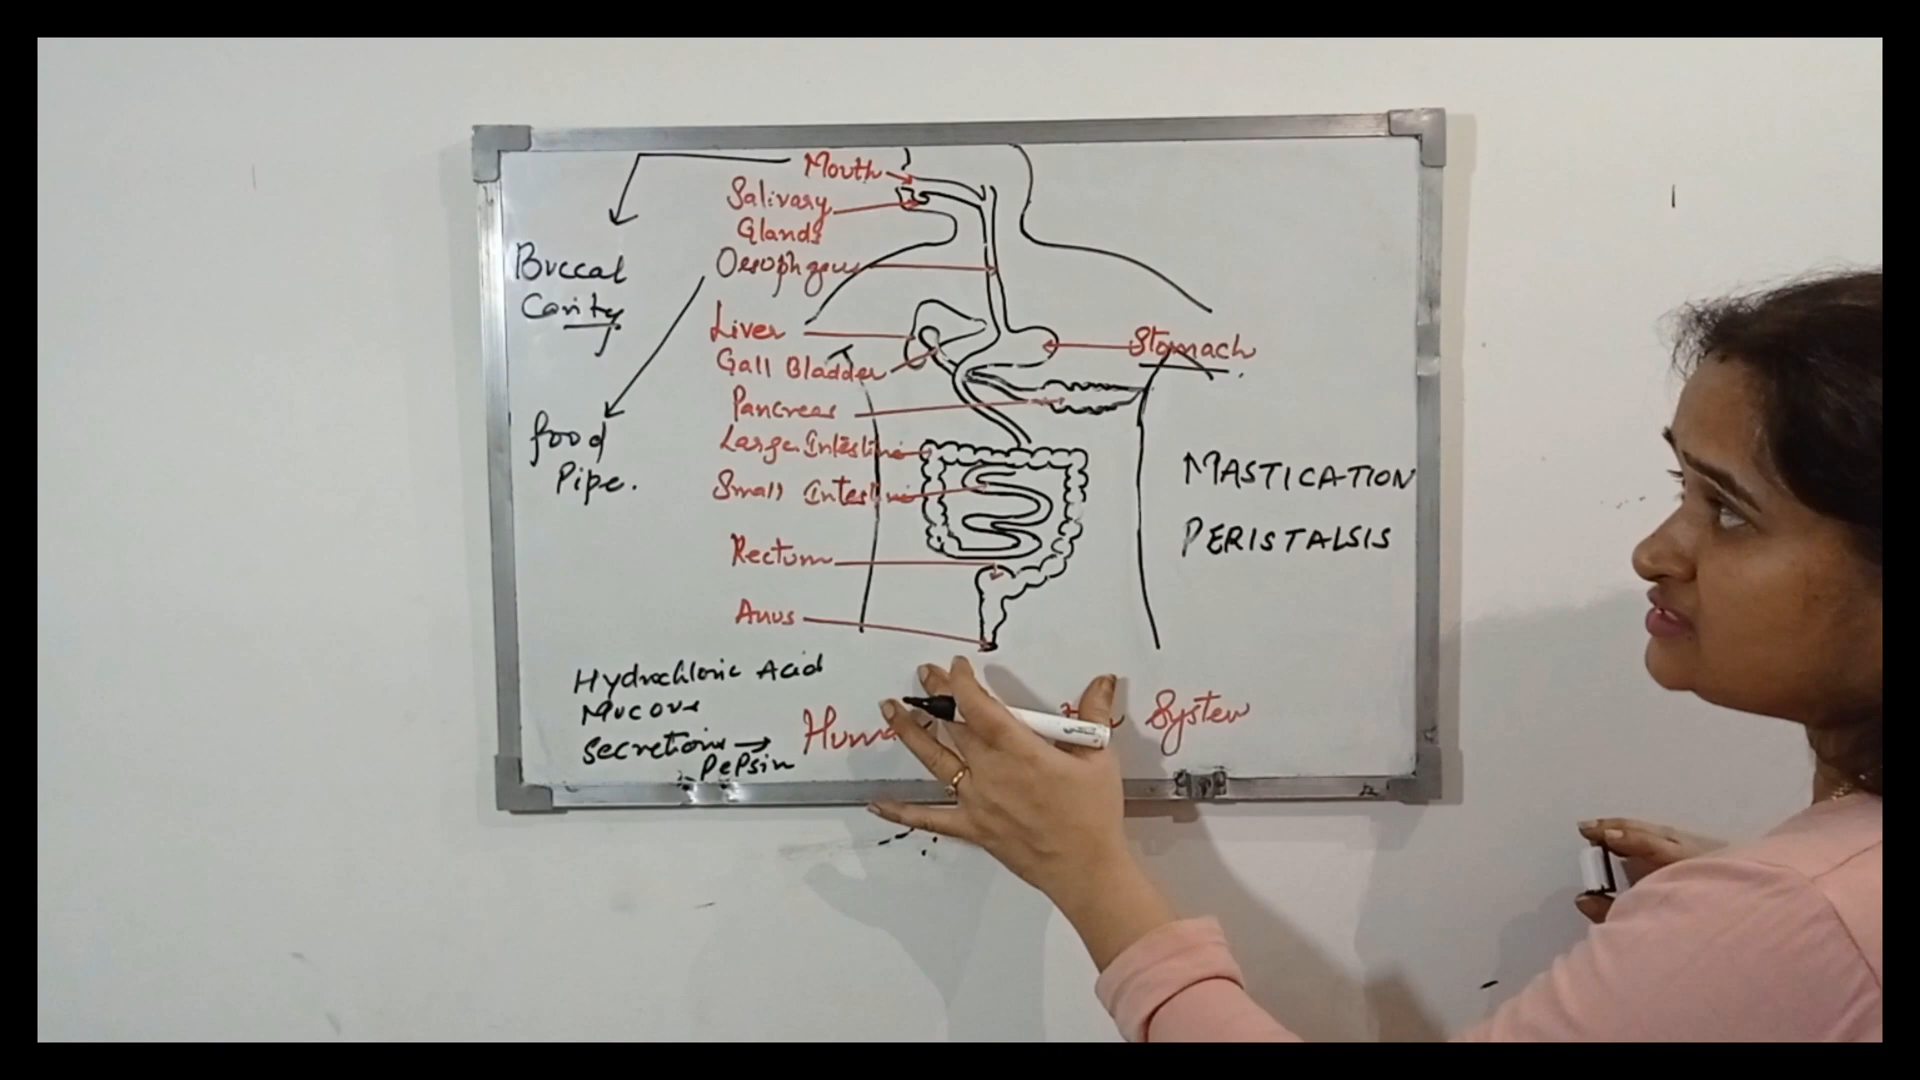 Mouth
Salivary
Glands
Oesophgous
Buccal
Cavity
Liver
Stomach
Gall Bladder
Pancreas
food
Pipe.
Large Intestine
Small Intestine
MASTICATION
PERISTALSIS
Rectum
Anus
Hydrochloric Acid
Mucous
Secretions → Pepsin
System